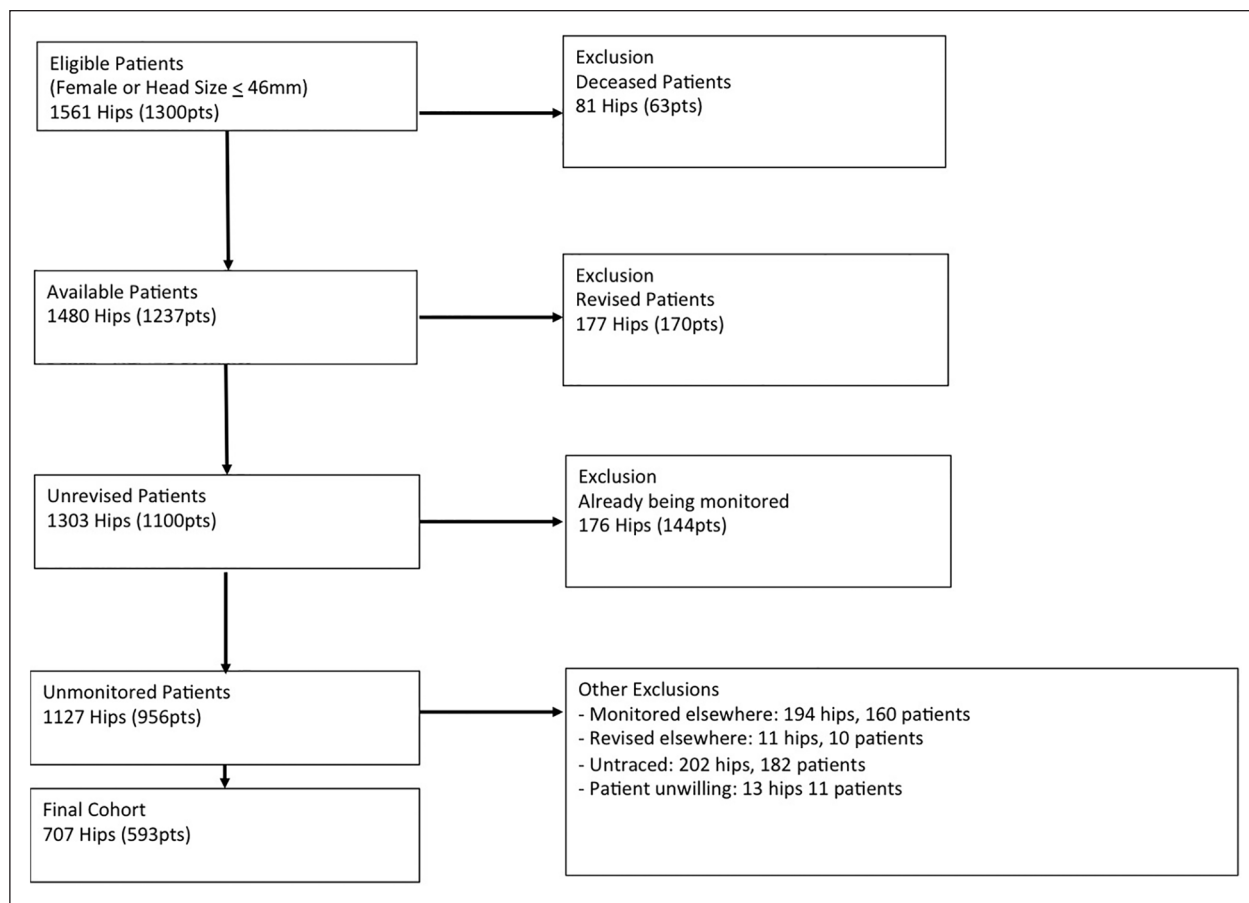 Eligible Patients
(Female or Head Size ≤ 46mm)
1561 Hips (1300pts)
Exclusion
Deceased Patients
81 Hips (63pts)
Available Patients
1480 Hips (1237pts)
Exclusion
Revised Patients
177 Hips (170pts)
Unrevised Patients
1303 Hips (1100pts)
Exclusion
Already being monitored
176 Hips (144pts)
Unmonitored Patients
1127 Hips (956pts)
Other Exclusions
- Monitored elsewhere: 194 hips, 160 patients
- Revised elsewhere: 11 hips, 10 patients
- Untraced: 202 hips, 182 patients
- Patient unwilling: 13 hips 11 patients
Final Cohort
707 Hips (593pts)